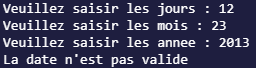 Veuillez saisir les jours : 12
Veuillez saisir les mois : 23
Veuillez saisir les annee : 2013
La date n'est pas valide